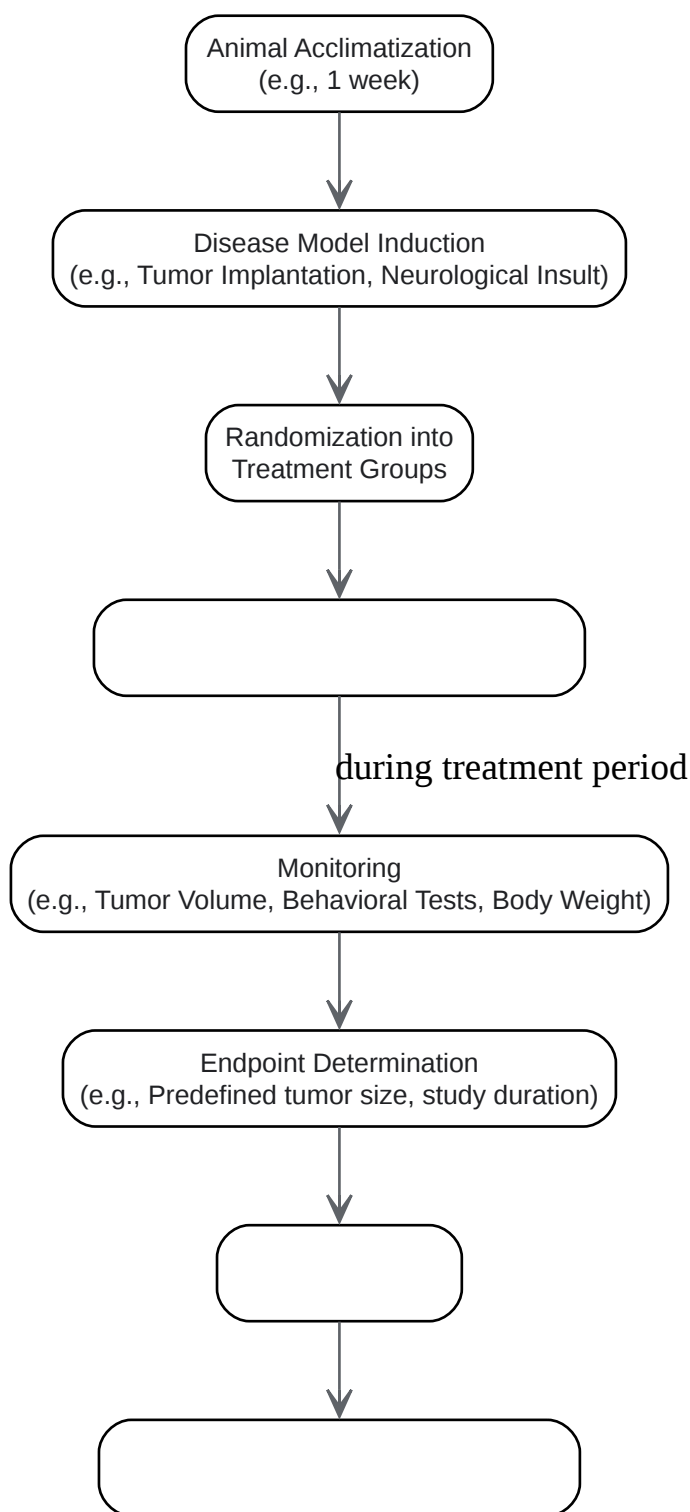 Animal Acclimatization
(e.g., 1 week)
Disease Model Induction
(e.g., Tumor Implantation, Neurological Insult)
Randomization into
Treatment Groups
during treatment period
Monitoring
(e.g., Tumor Volume, Behavioral Tests, Body Weight)
Endpoint Determination
(e.g., Predefined tumor size, study duration)